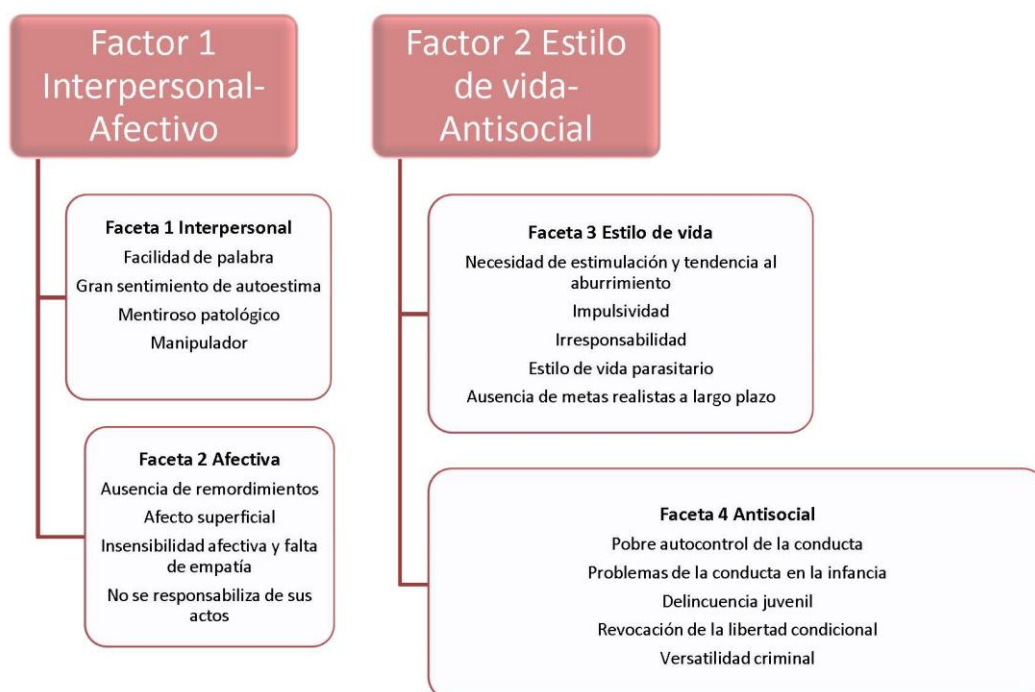 Factor 1
Interpersonal-
Afectivo
Faceta 1 Interpersonal
Facilidad de palabra
Gran sentimiento de autoestima
Mentiroso patológico
Manipulador
Faceta 2 Afectiva
Ausencia de remordimientos
Afecto superficial
Insensibilidad afectiva y falta
de empatía
No se responsabiliza de sus
actos
Factor 2 Estilo
de vida-
Antisocial
Faceta 3 Estilo de vida
Necesidad de estimulación y tendencia al
aburrimiento
Impulsividad
Irresponsabilidad
Estilo de vida parasitario
Ausencia de metas realistas a largo plazo
Faceta 4 Antisocial
Pobre autocontrol de la conducta
Problemas de la conducta en la infancia
Delincuencia juvenil
Revocación de la libertad condicional
Versatilidad criminal